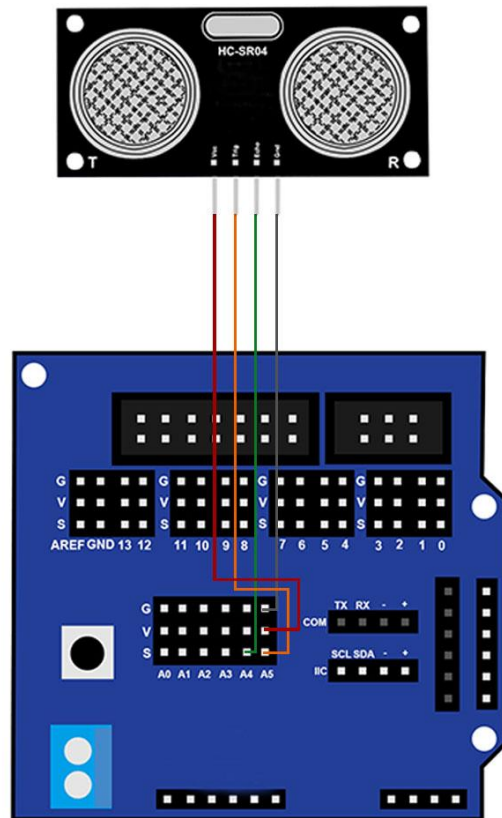 HC-SR04
Vcc Trig Echo Gnd
T R
G G G G
V V V V
S S S S
AREF GND 13 12 11 10 9 8 7 6 5 4 3 2 1 0
G
V
S
A0 A1 A2 A3 A4 A5
TX RX - +
COM
SCL SDA - +
IIC